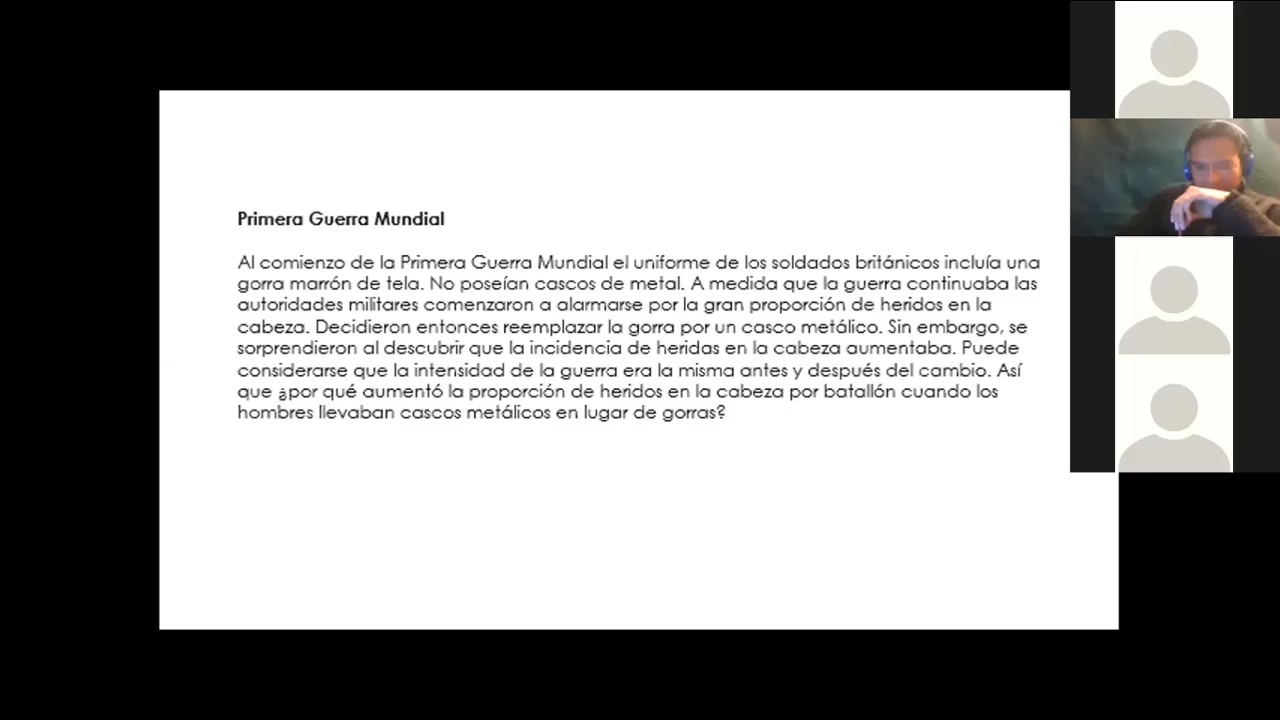 Primera Guerra Mundial
Al comienzo de la Primera Guerra Mundial el uniforme de los soldados británicos incluía una
gorra marrón de tela. No poseían cascos de metal. A medida que la guerra continuaba las
autoridades militares comenzaron a alarmarse por la gran proporción de heridos en la
cabeza. Decidieron entonces reemplazar la gorra por un casco metálico. Sin embargo, se
sorprendieron al descubrir que la incidencia de heridas en la cabeza aumentaba. Puede
considerarse que la intensidad de la guerra era la misma antes y después del cambio. Así
que ¿por qué aumentó la proporción de heridos en la cabeza por batallón cuando los
hombres llevaban cascos metálicos en lugar de gorras?